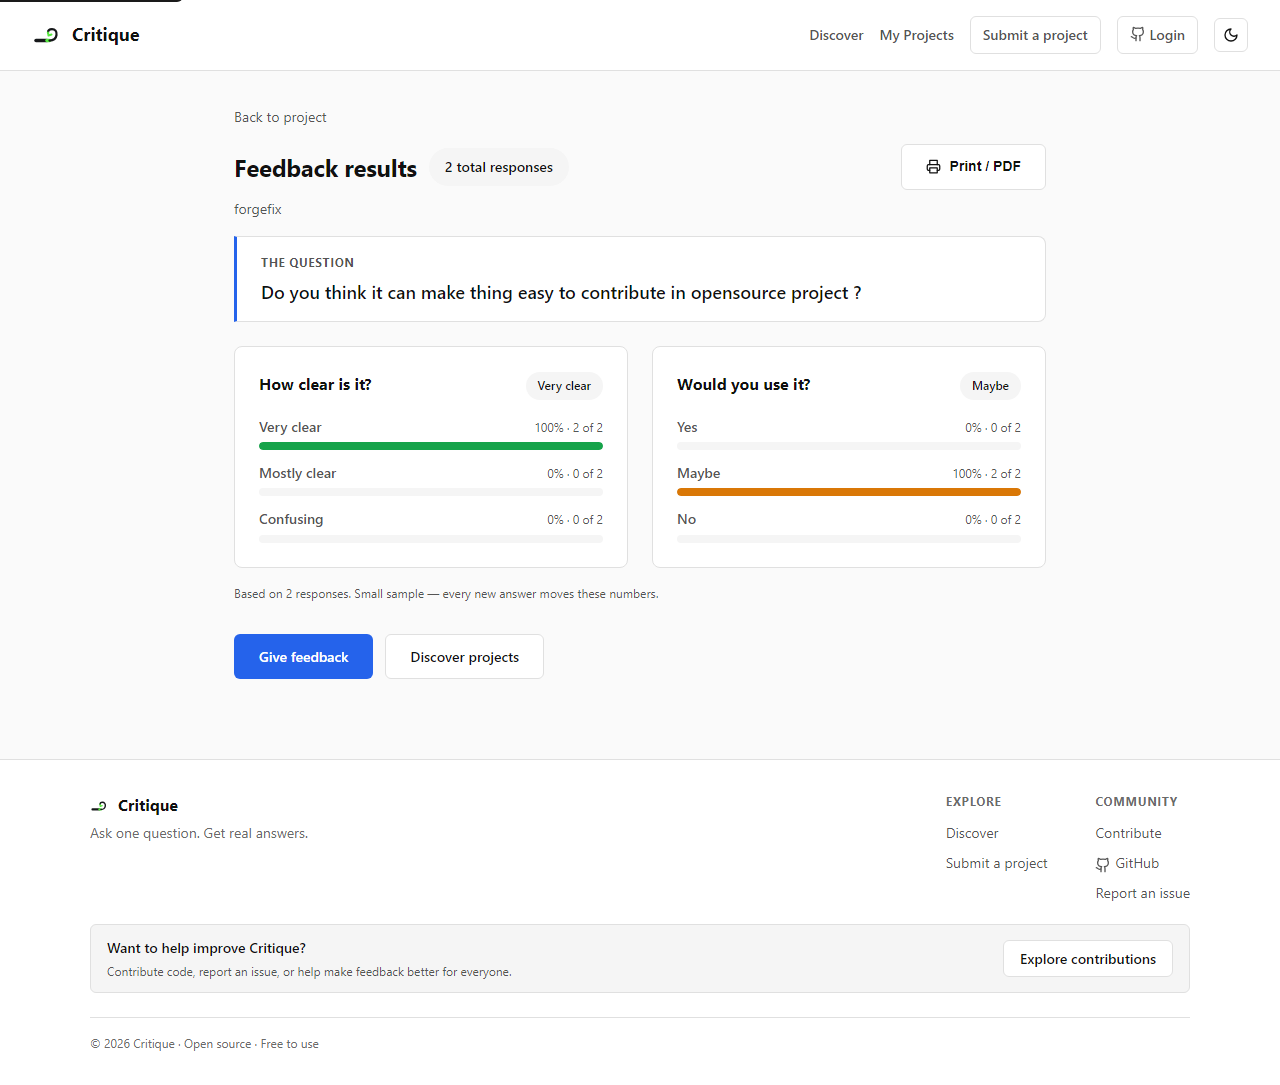 Critique
Discover
My Projects
Submit a project
Login
Back to project
Feedback results
2 total responses
Print / PDF
forgefix
THE QUESTION
Do you think it can make thing easy to contribute in opensource project ?
How clear is it?
Very clear
Very clear
100% · 2 of 2
Mostly clear
0% · 0 of 2
Confusing
0% · 0 of 2
Would you use it?
Maybe
Yes
0% · 0 of 2
Maybe
100% · 2 of 2
No
0% · 0 of 2
Based on 2 responses. Small sample — every new answer moves these numbers.
Give feedback
Discover projects
Critique
Ask one question. Get real answers.
EXPLORE
Discover
Submit a project
COMMUNITY
Contribute
GitHub
Report an issue
Want to help improve Critique?
Contribute code, report an issue, or help make feedback better for everyone.
Explore contributions
© 2026 Critique · Open source · Free to use